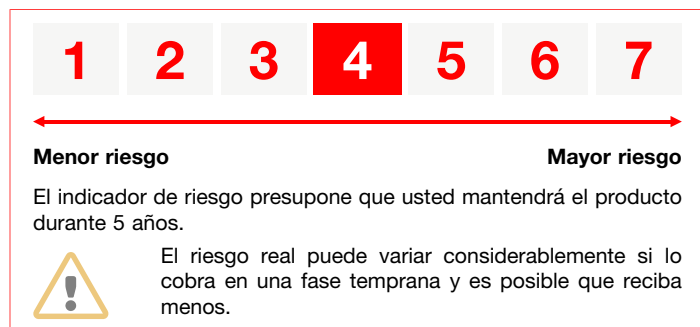 1 2 3 4 5 6 7
Menor riesgo Mayor riesgo
El indicador de riesgo presupone que usted mantendrá el producto
durante 5 años.
El riesgo real puede variar considerablemente si lo
cobra en una fase temprana y es posible que reciba
menos.